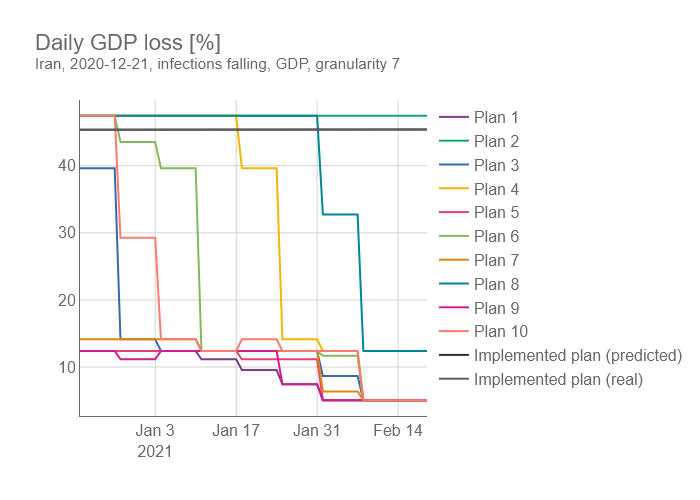 Daily GDP loss [%]
Iran, 2020-12-21, infections falling, GDP, granularity 7
40
30
20
10
Jan 3
2021
Jan 17
Jan 31
Feb 14
Plan 1
Plan 2
Plan 3
Plan 4
Plan 5
Plan 6
Plan 7
Plan 8
Plan 9
Plan 10
Implemented plan (predicted)
Implemented plan (real)